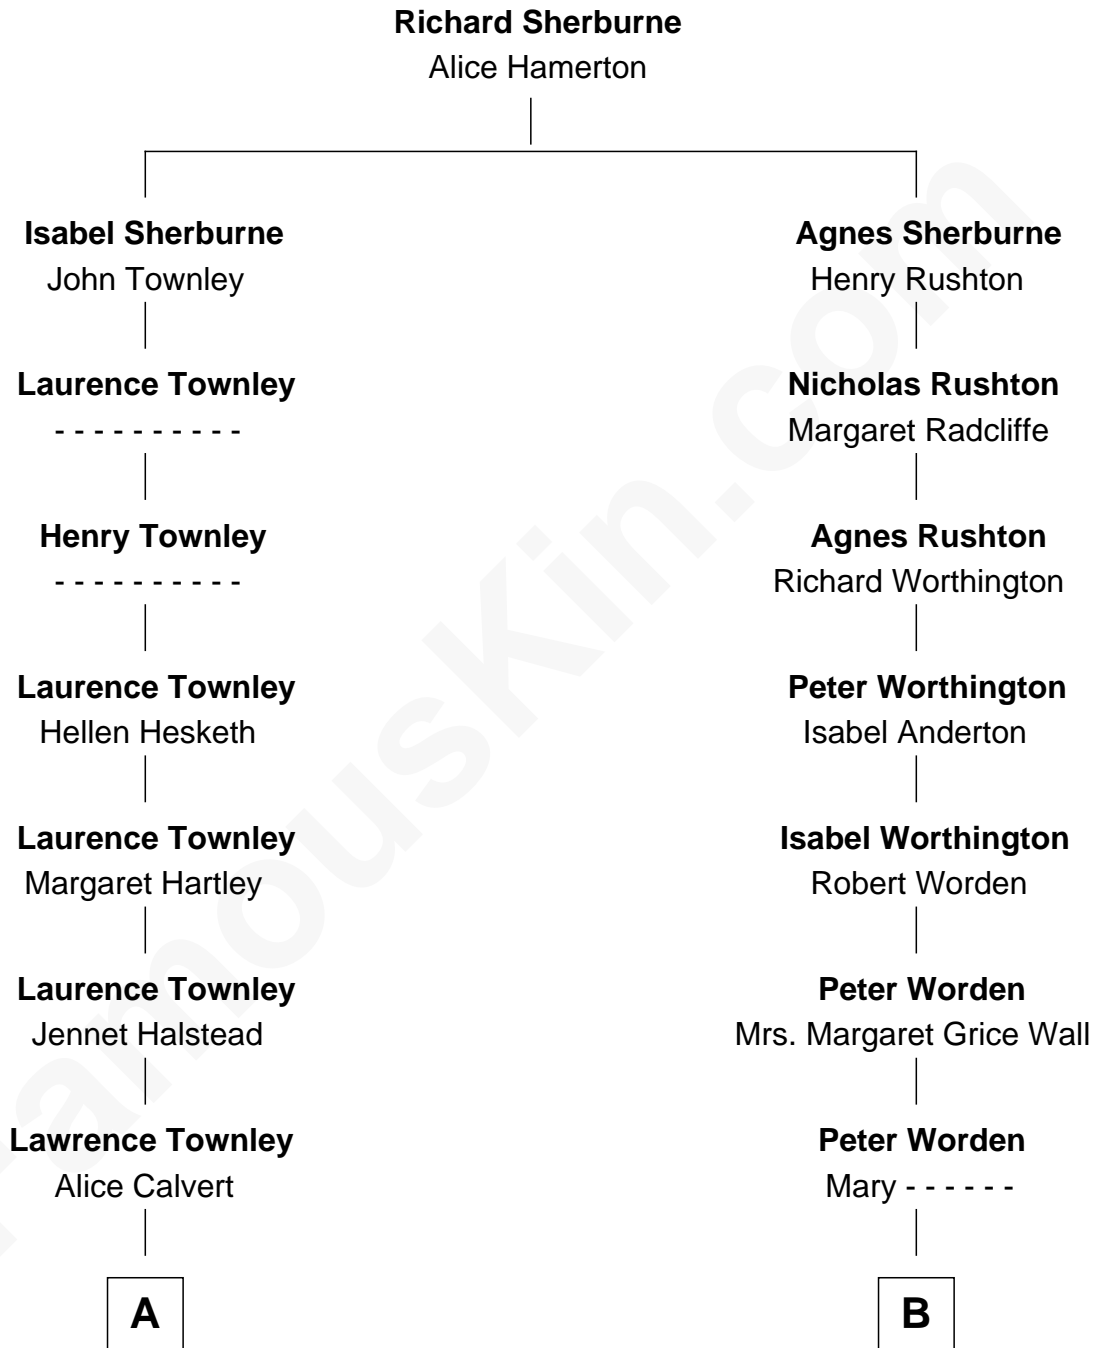 Richard Sherburne
Alice Hamerton
Isabel Sherburne
John Townley
Agnes Sherburne
Henry Rushton
Laurence Townley
- - - - - - - - - -
Nicholas Rushton
Margaret Radcliffe
Henry Townley
- - - - - - - - - -
Agnes Rushton
Richard Worthington
Laurence Townley
Hellen Hesketh
Peter Worthington
Isabel Anderton
Laurence Townley
Margaret Hartley
Isabel Worthington
Robert Worden
Laurence Townley
Jennet Halstead
Peter Worden
Mrs. Margaret Grice Wall
Lawrence Townley
Alice Calvert
Peter Worden
Mary - - - - - -
A
B
FamousKin.com